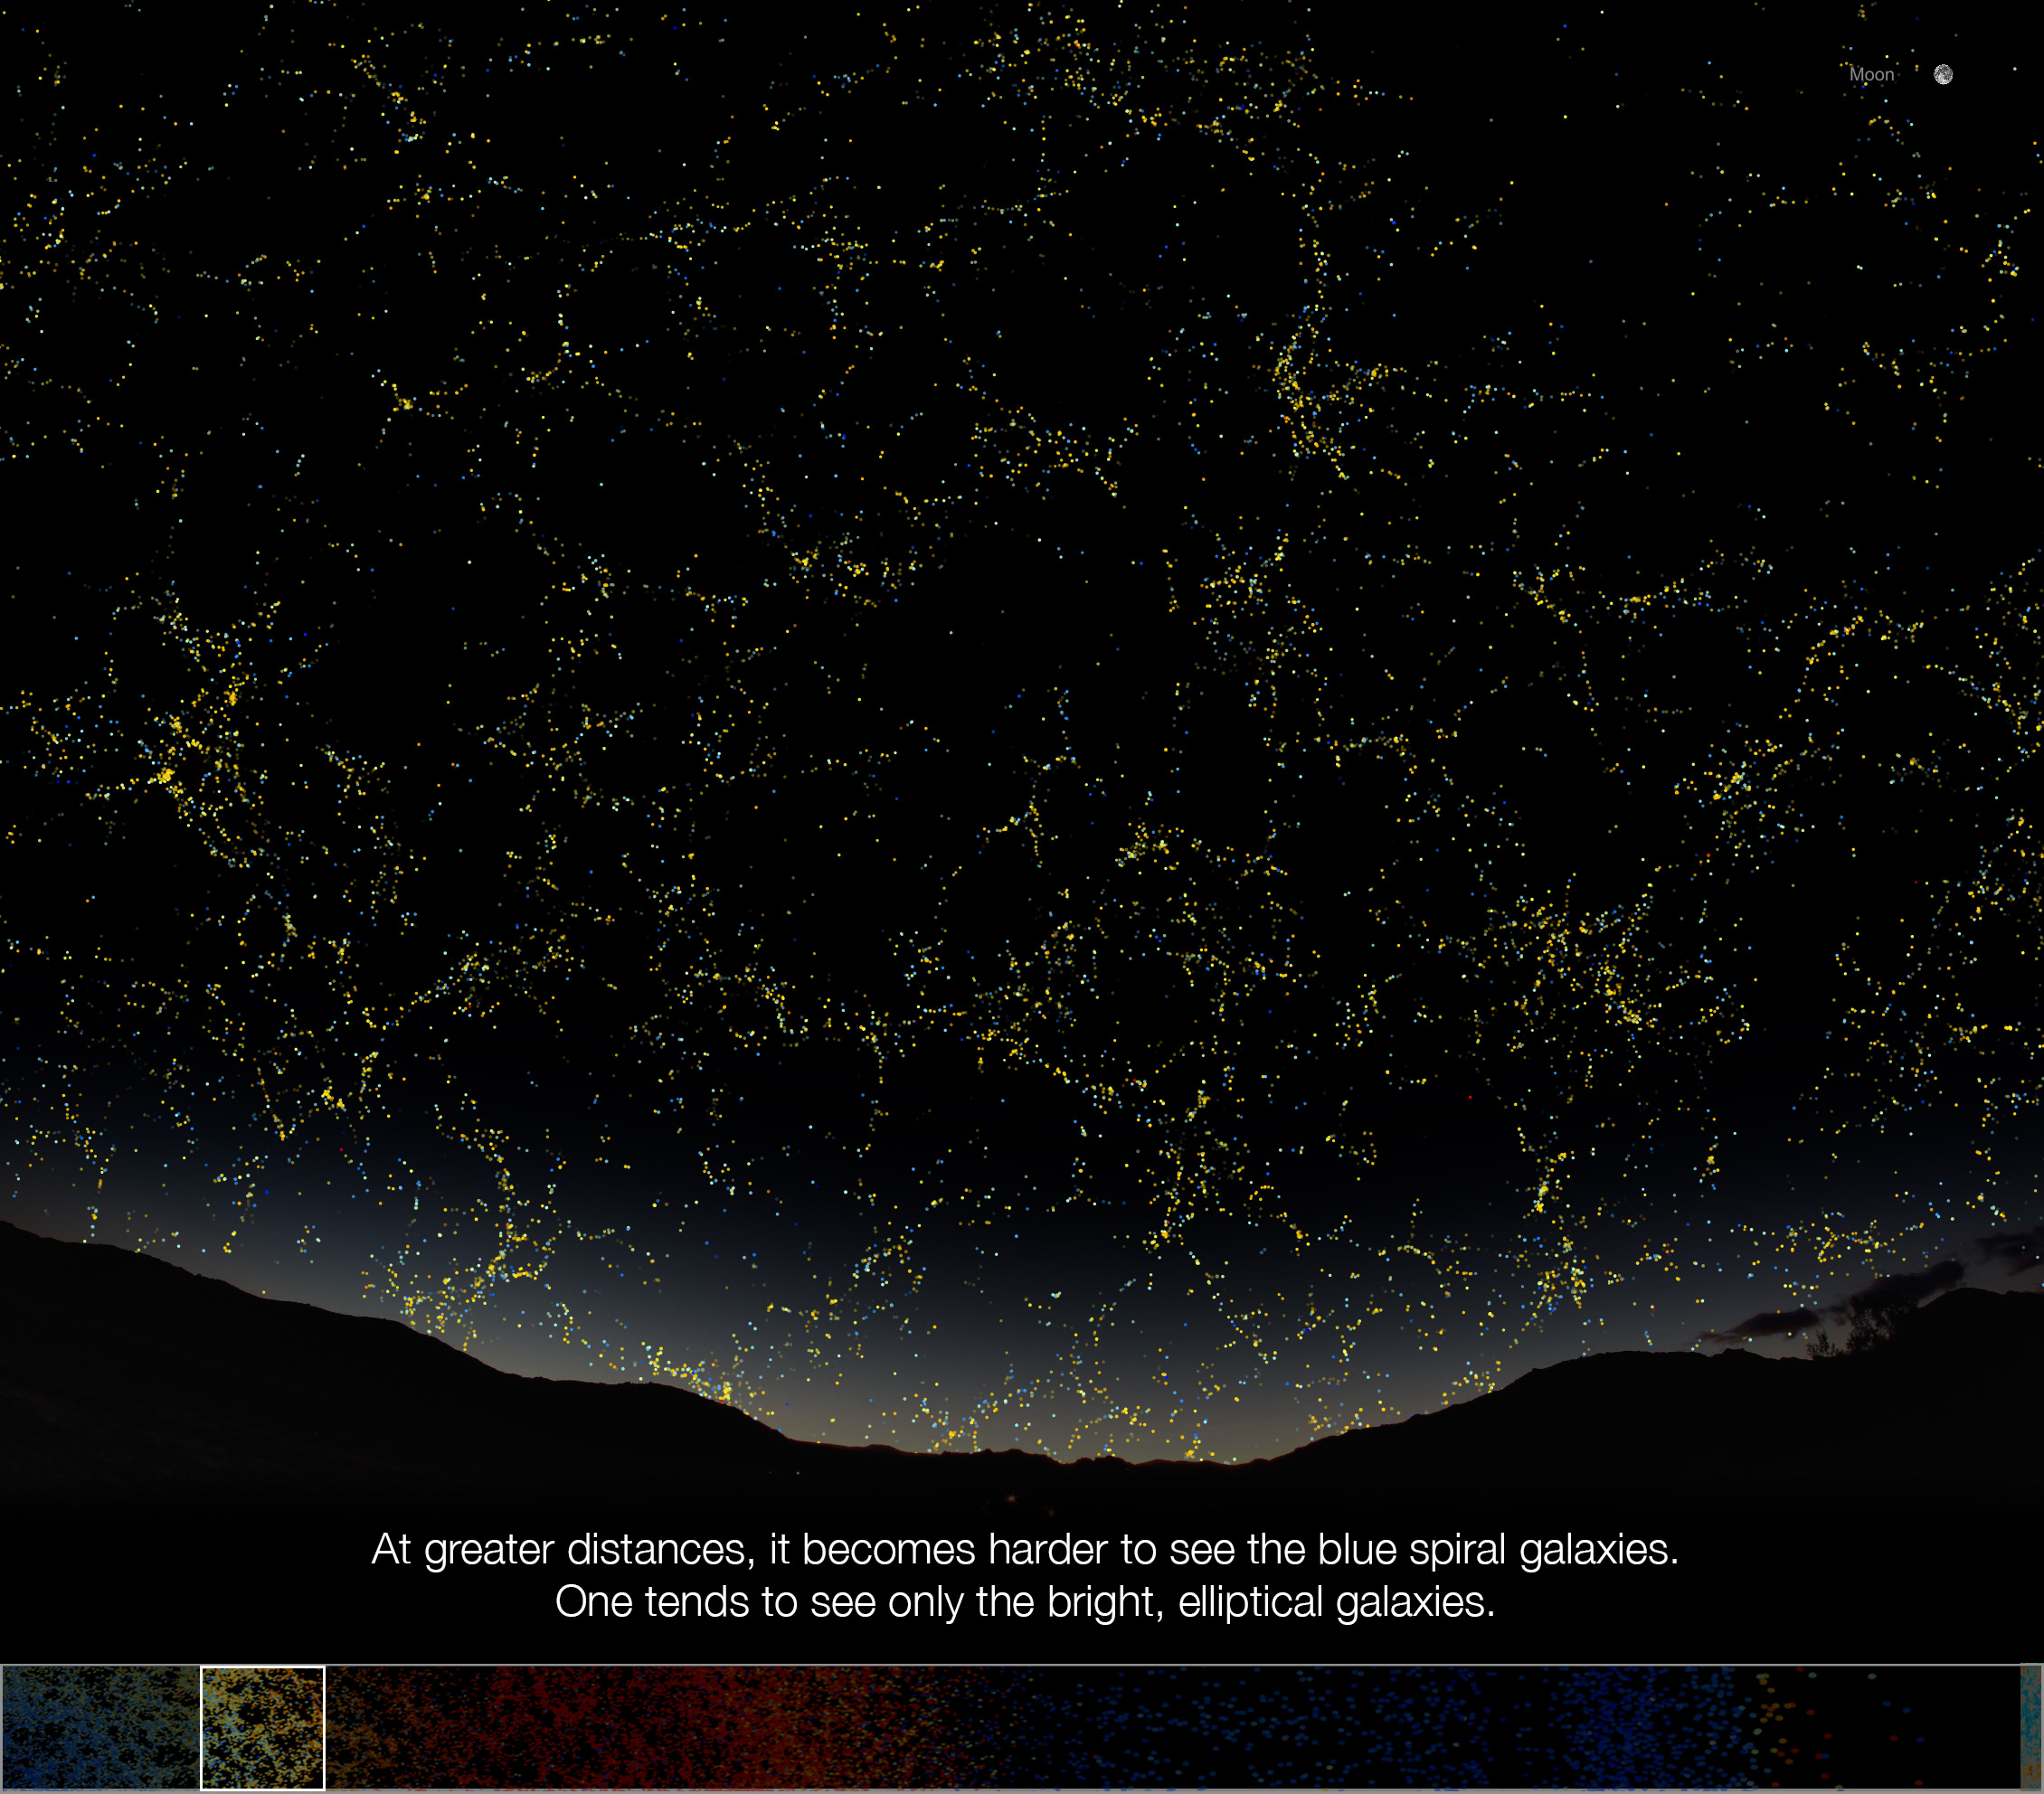 Moon
At greater distances, it becomes harder to see the blue spiral galaxies.
One tends to see only the bright, elliptical galaxies.